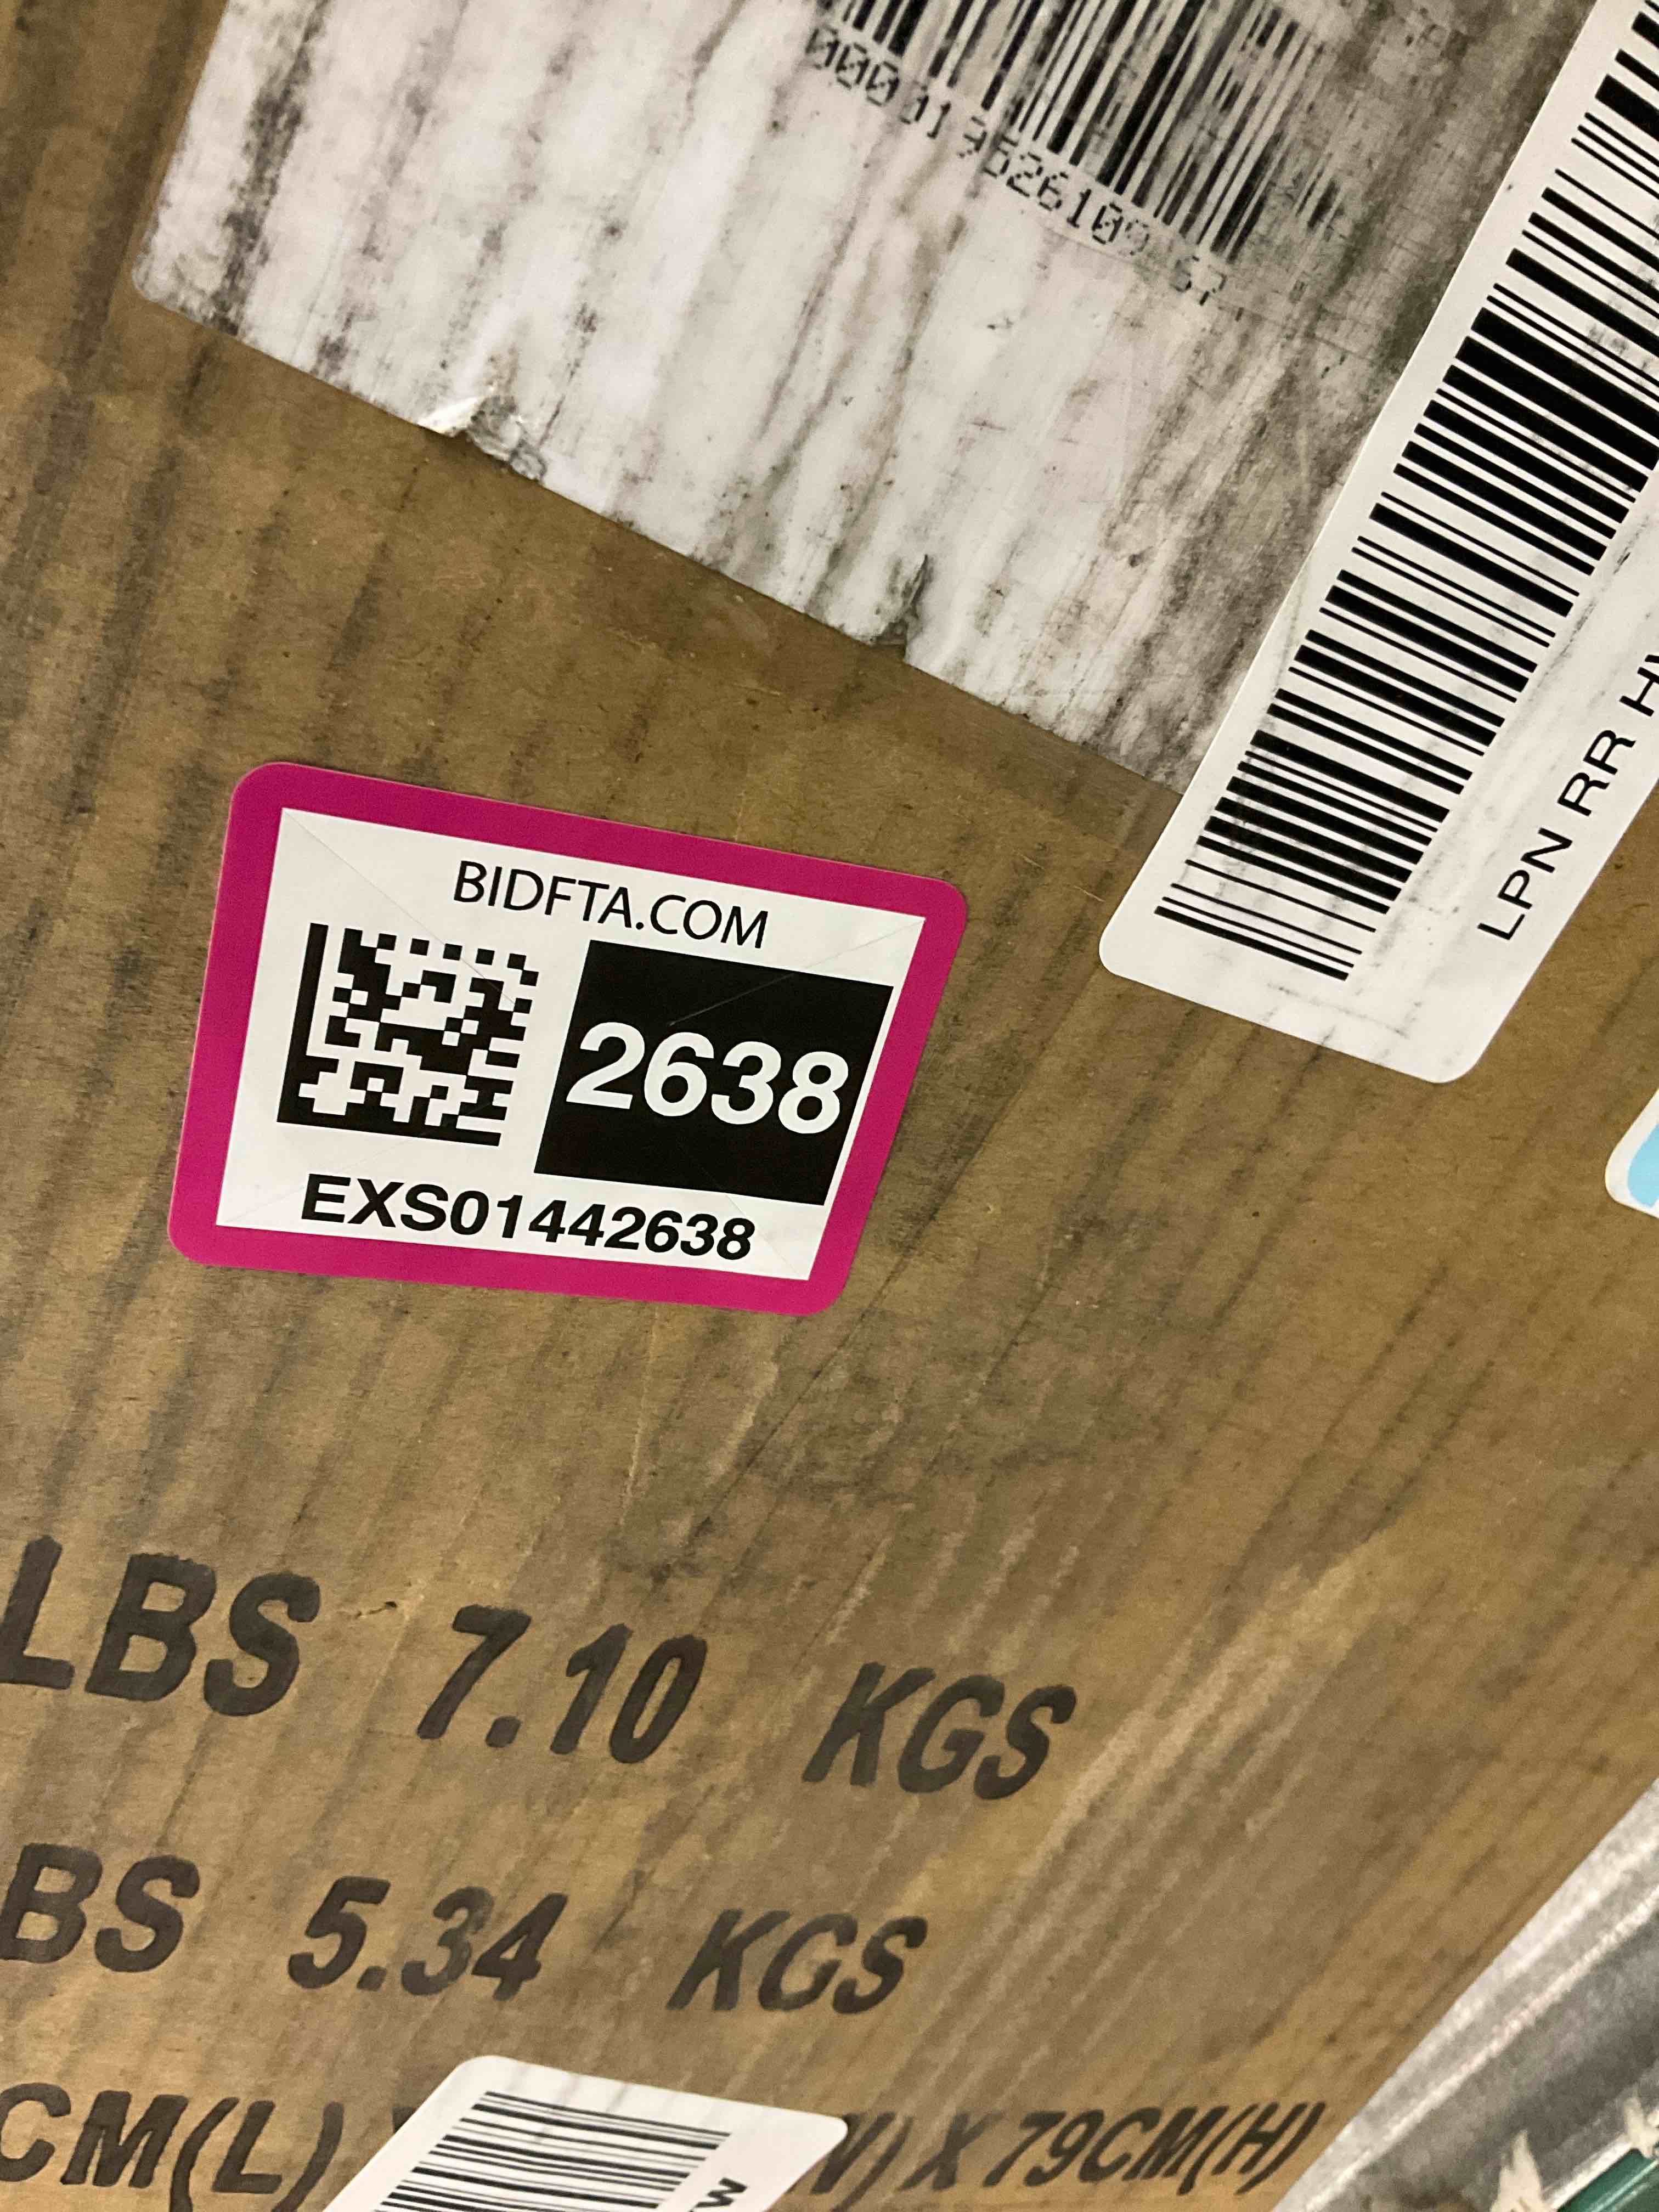 LPN RR
BIDFTA.COM
2638
EXS01442638
LBS 7.10 KGS
BS 5.34 KGS
CM(L) X 79CM(H)